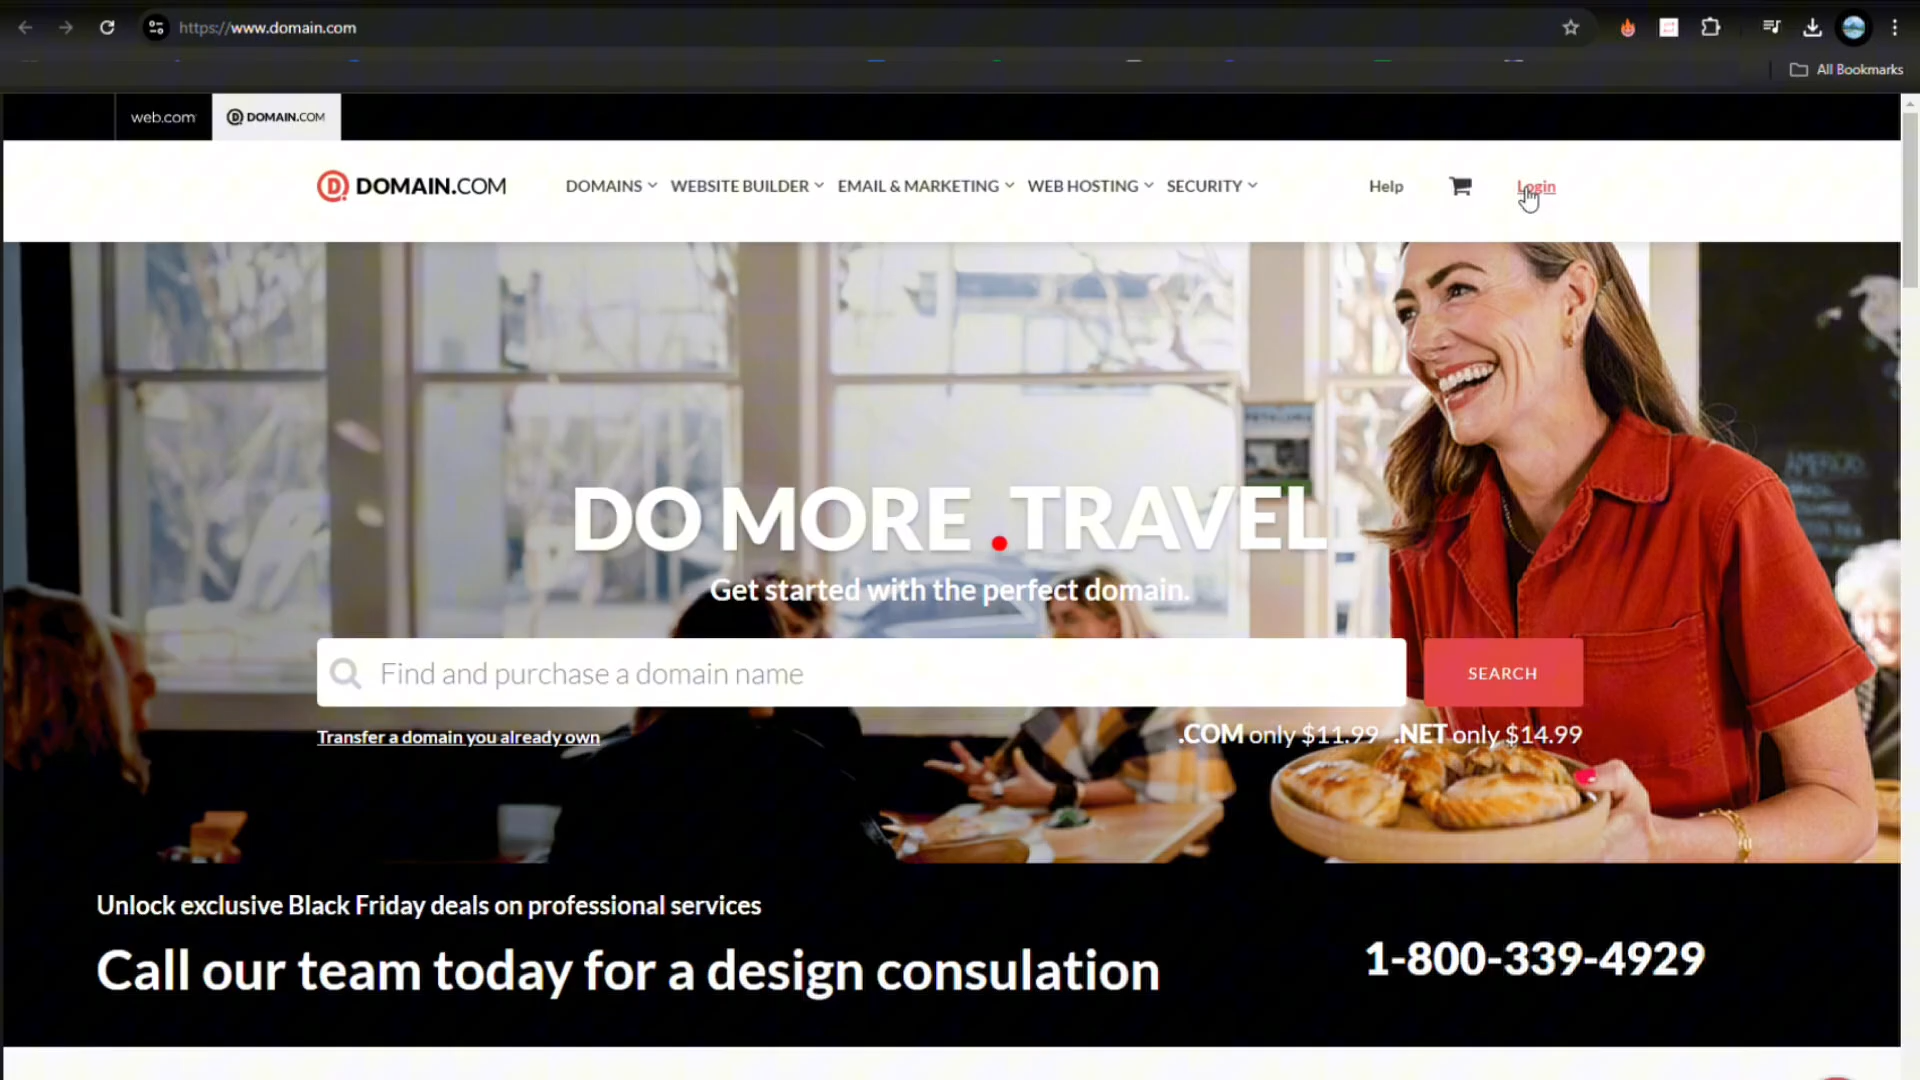 https://www.domain.com
All Bookmarks
web.com
DOMAIN.COM
DOMAIN.COM DOMAINS WEBSITE BUILDER EMAIL & MARKETING WEB HOSTING SECURITY Help Login
DO MORE .TRAVEL
Get started with the perfect domain.
Find and purchase a domain name
SEARCH
Transfer a domain you already own
.COM only $11.99 .NET only $14.99
Unlock exclusive Black Friday deals on professional services
Call our team today for a design consulation
1-800-339-4929